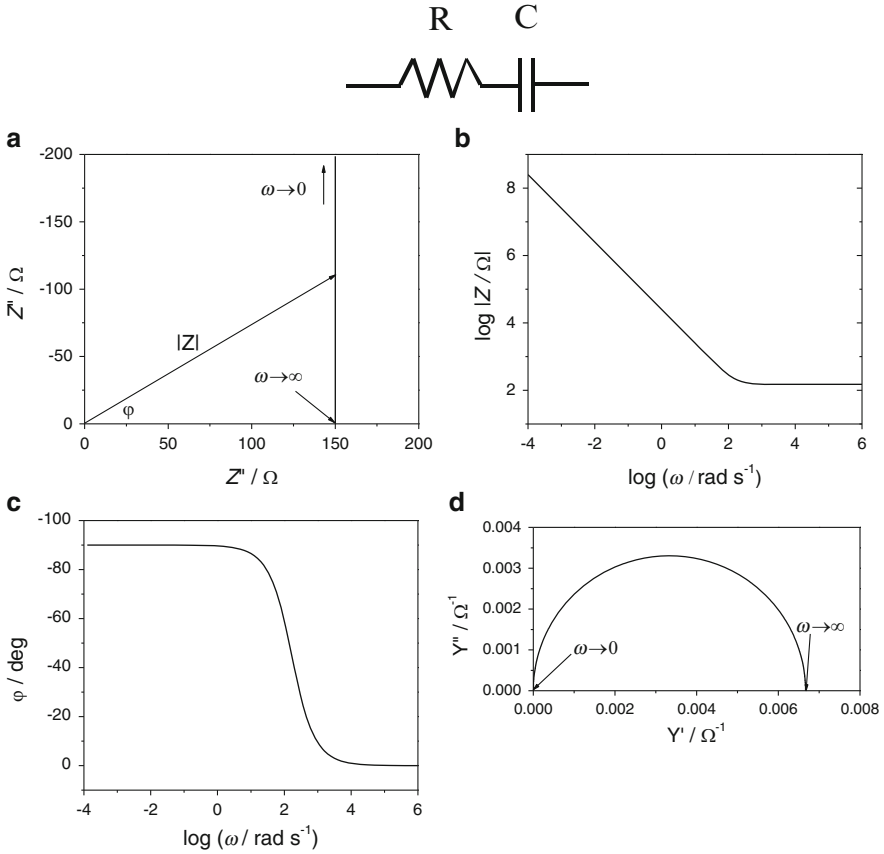 R C
a
-200
-150
-100
-50
0
Z" / Ω
ω→0
|Z|
ω→∞
φ
0 50 100 150 200
Z" / Ω
b
8
6
4
2
log |Z / Ω|
-4 -2 0 2 4 6
log (ω / rad s⁻¹)
c
-100
-80
-60
-40
-20
0
φ / deg
-4 -2 0 2 4 6
log (ω / rad s⁻¹)
d
0.004
0.003
0.002
0.001
0.000
Y" / Ω⁻¹
ω→0
ω→∞
0.000 0.002 0.004 0.006 0.008
Y' / Ω⁻¹